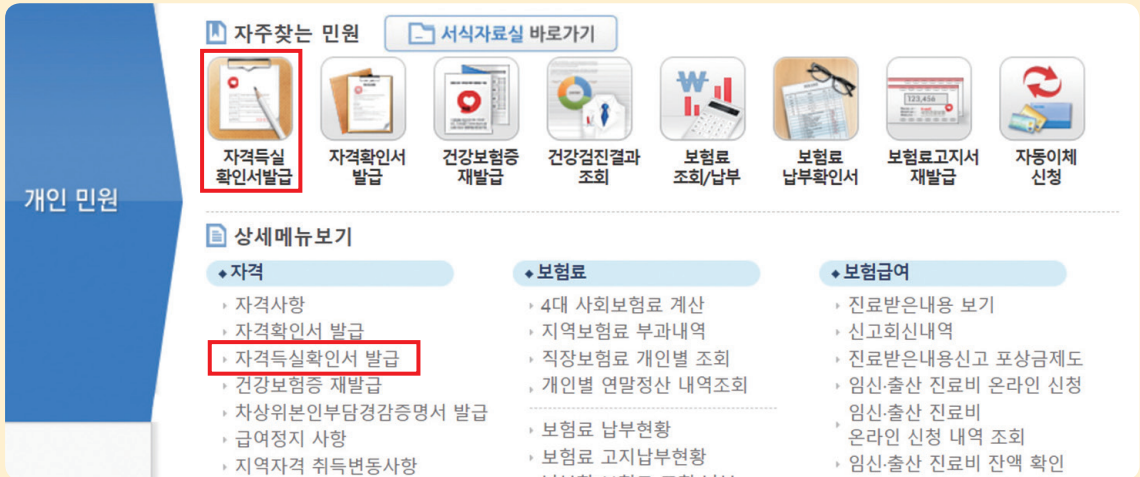 자주찾는 민원
서식자료실 바로가기
123,456
자격득실
확인서발급
자격확인서
발급
건강보험증
재발급
건강검진결과
조회
보험료
조회/납부
보험료
납부확인서
보험료고지서
재발급
자동이체
신청
개인 민원
상세메뉴보기
자격
자격사항
자격확인서 발급
자격득실확인서 발급
건강보험증 재발급
차상위본인부담경감증명서 발급
급여정지 사항
지역자격 취득변동사항
보험료
4대 사회보험료 계산
지역보험료 부과내역
직장보험료 개인별 조회
개인별 연말정산 내역조회
보험료 납부현황
보험료 고지납부현황
보험급여
진료받은내용 보기
신고회신내역
진료받은내용신고 포상금제도
임신·출산 진료비 온라인 신청
임신·출산 진료비
온라인 신청 내역 조회
임신·출산 진료비 잔액 확인